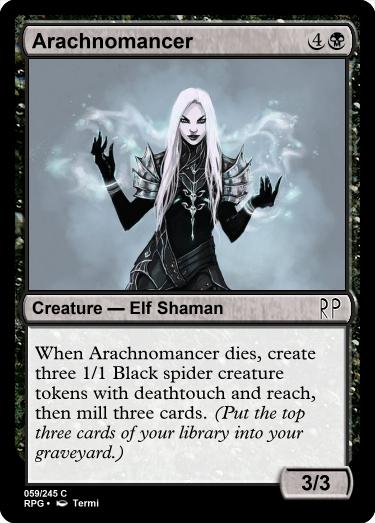 Arachnomancer 4
Creature — Elf Shaman RP
When Arachnomancer dies, create
three 1/1 Black spider creature
tokens with deathtouch and reach,
then mill three cards. (Put the top
three cards of your library into your
graveyard.)
3/3
059/245 C
RPG • Termi